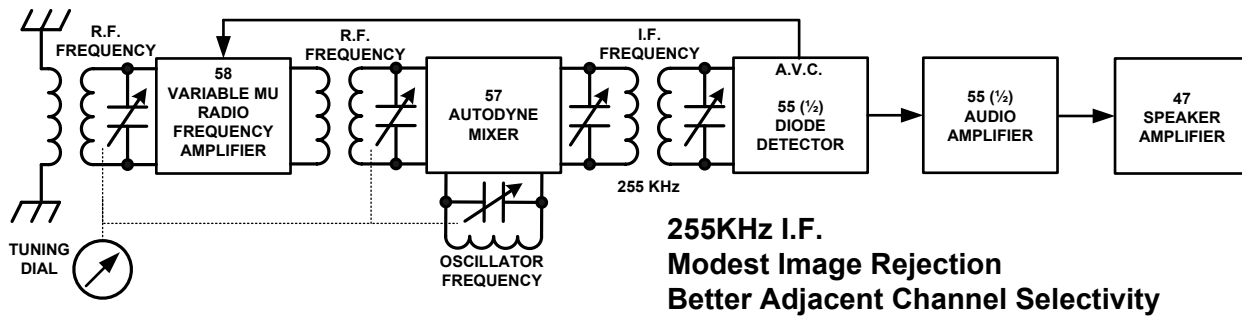 R.F.
FREQUENCY
58
VARIABLE MU
RADIO
FREQUENCY
AMPLIFIER
R.F.
FREQUENCY
57
AUTODYNE
MIXER
I.F.
FREQUENCY
A.V.C.
55 (½)
DIODE
DETECTOR
55 (½)
AUDIO
AMPLIFIER
47
SPEAKER
AMPLIFIER
255 KHz
TUNING
DIAL
OSCILLATOR
FREQUENCY
255KHz I.F.
Modest Image Rejection
Better Adjacent Channel Selectivity